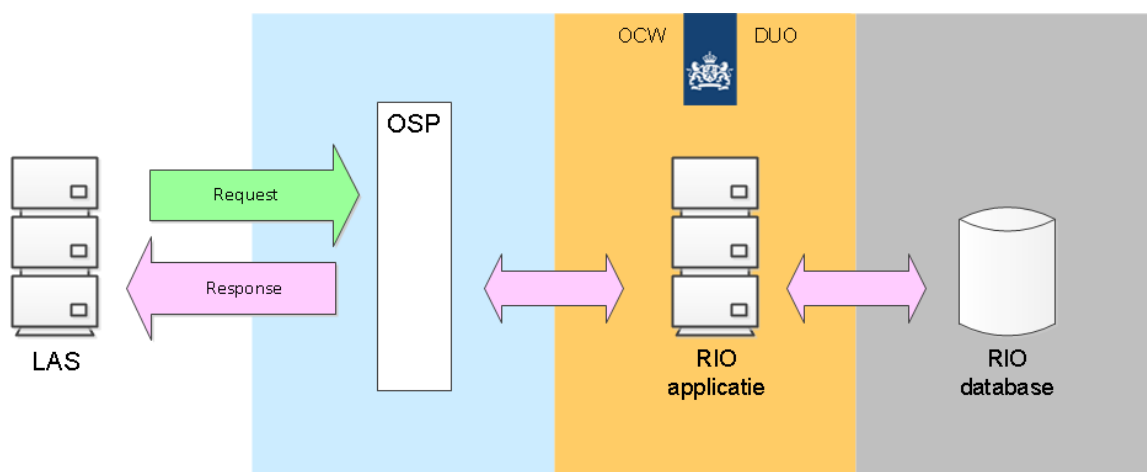 OCW DUO
OSP
Request
Response
LAS
RIO
applicatie
RIO
database